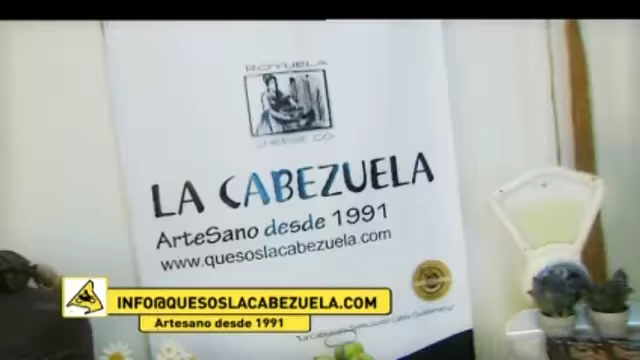 ROYUELA
CHEESE CO
LA CABEZUELA
ArteSano desde 1991
www.quesoslacabezuela.com
INFO@QUESOSLACABEZUELA.COM
Artesano desde 1991